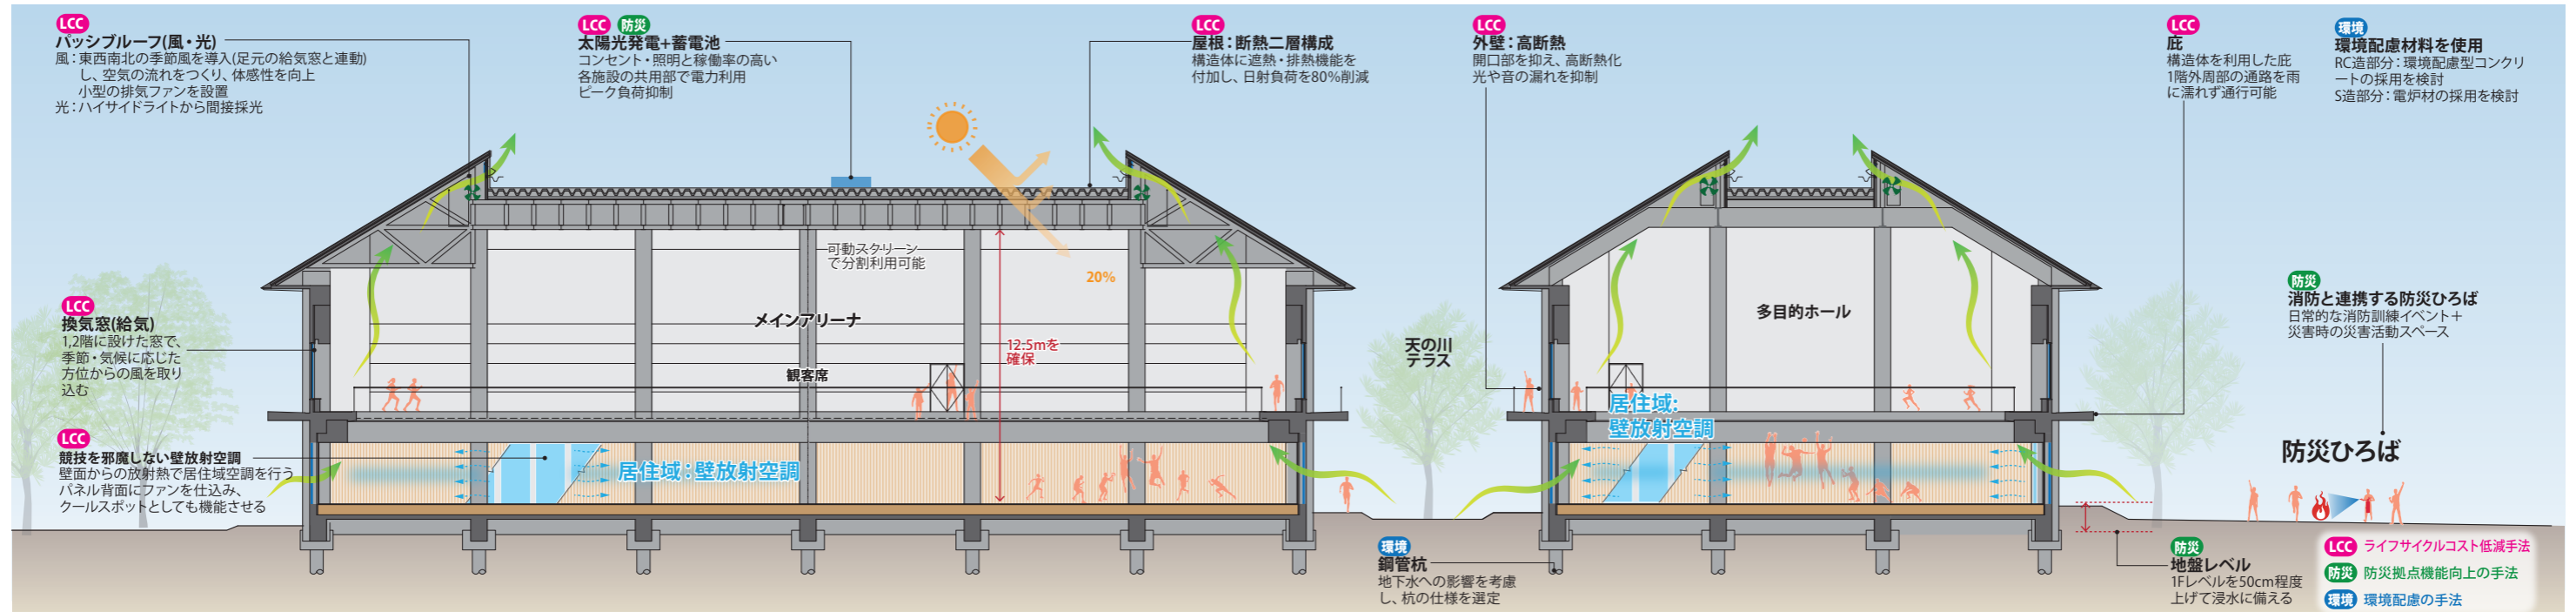 LCC
パッシブルーフ(風・光)
風：東西南北の季節風を導入(足元の給気窓と連動)
し、空気の流れをつくり、体感性を向上
小型の排気ファンを設置
光：ハイサイドライトから間接採光
LCC 防災
太陽光発電+蓄電池
コンセント・照明と稼働率の高い
各施設の共用部で電力利用
ピーク負荷抑制
LCC
屋根：断熱二層構成
構造体に遮熱・排熱機能を
付加し、日射負荷を80%削減
LCC
外壁：高断熱
開口部を抑え、高断熱化
光や音の漏れを抑制
LCC
庇
構造体を利用した庇
1階外周部の通路を雨
に濡れず通行可能
環境
環境配慮材料を使用
RC造部分：環境配慮型コンクリ
ートの採用を検討
S造部分：電炉材の採用を検討
可動スクリーン
で分割利用可能
20%
メインアリーナ
12.5mを
確保
観客席
LCC
換気窓(給気)
1,2階に設けた窓で、
季節・気候に応じた
方位からの風を取り
込む
LCC
競技を邪魔しない壁放射空調
壁面からの放射熱で居住域空調を行う
パネル背面にファンを仕込み、
クールスポットとしても機能させる
居住域：壁放射空調
天の川
テラス
多目的ホール
居住域:
壁放射空調
防災
消防と連携する防災ひろば
日常的な消防訓練イベント＋
災害時の災害活動スペース
防災ひろば
環境
鋼管杭
地下水への影響を考慮
し、杭の仕様を選定
防災
地盤レベル
1Fレベルを50cm程度
上げて浸水に備える
LCC ライフサイクルコスト低減手法
防災 防災拠点機能向上の手法
環境 環境配慮の手法